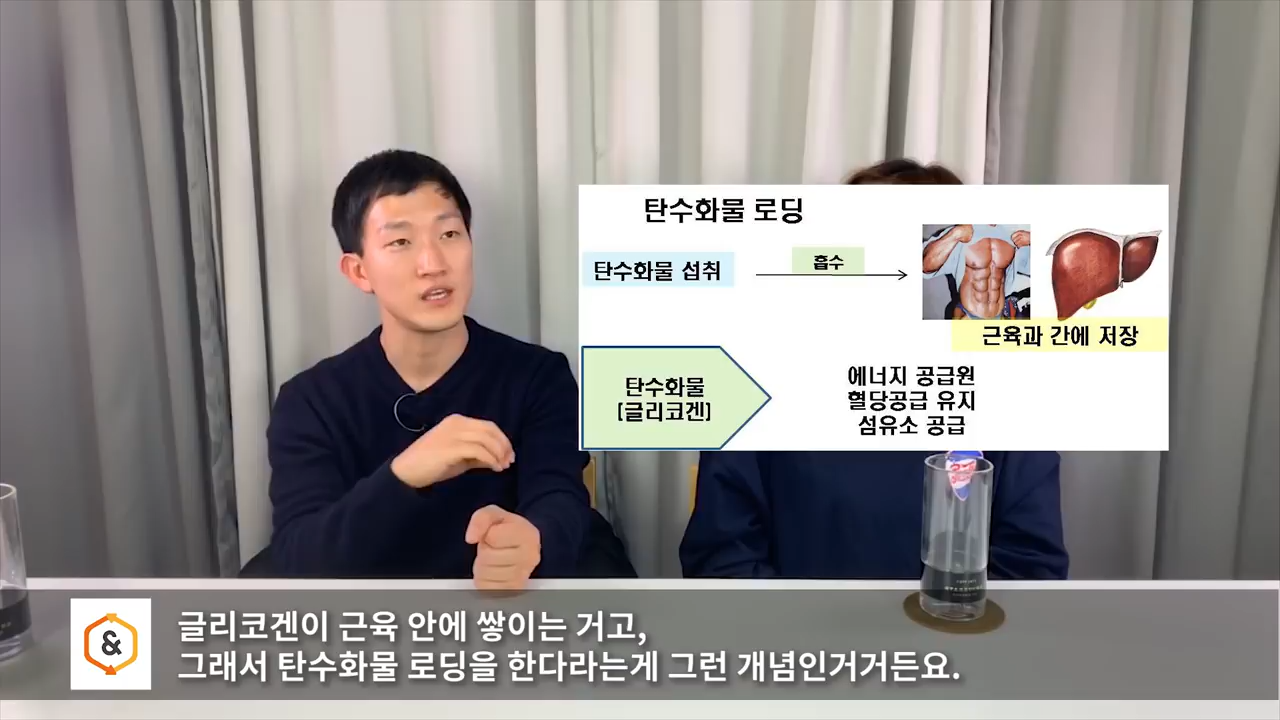 탄수화물 로딩
탄수화물 섭취
흡수
근육과 간에 저장
탄수화물
[글리코겐]
에너지 공급원
혈당공급 유지
섬유소 공급
&
글리코겐이 근육 안에 쌓이는 거고,
그래서 탄수화물 로딩을 한다라는게 그런 개념인거거든요.